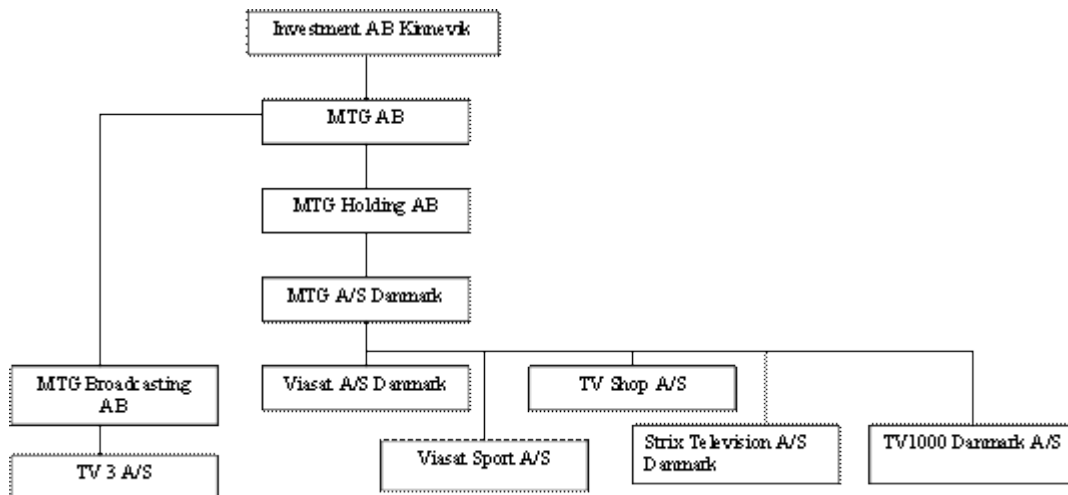 Investment AB Kinnevik
MTG AB
MTG Holding AB
MTG A/S Danmark
MTG Broadcasting
AB
Viasat A/S Danmark
TV Shop A/S
Viasat Sport A/S
Strix Television A/S
Danmark
TV1000 Danmark A/S
TV 3 A/S